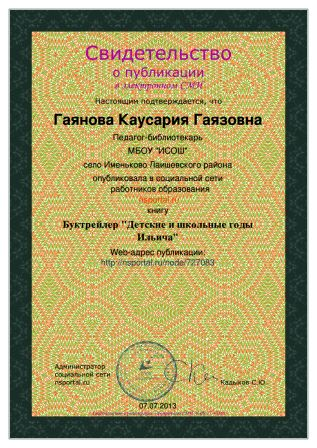 Свидетельство
о публикации
в электронном СМИ
Настоящим подтверждается, что
Гаянова Каусария Гаязовна
Педагог-библиотекарь
МБОУ "ИСОШ"
село Именьково Лаишевского района
опубликовала в социальной сети
работников образования
nsportal.ru
книгу
Буктрейлер "Детские и школьные годы
Ильича"
Web-адрес публикации:
http://nsportal.ru/node/727083
Администратор
социальной сети
nsportal.ru
Кадыков С.Ю.
07.07.2013